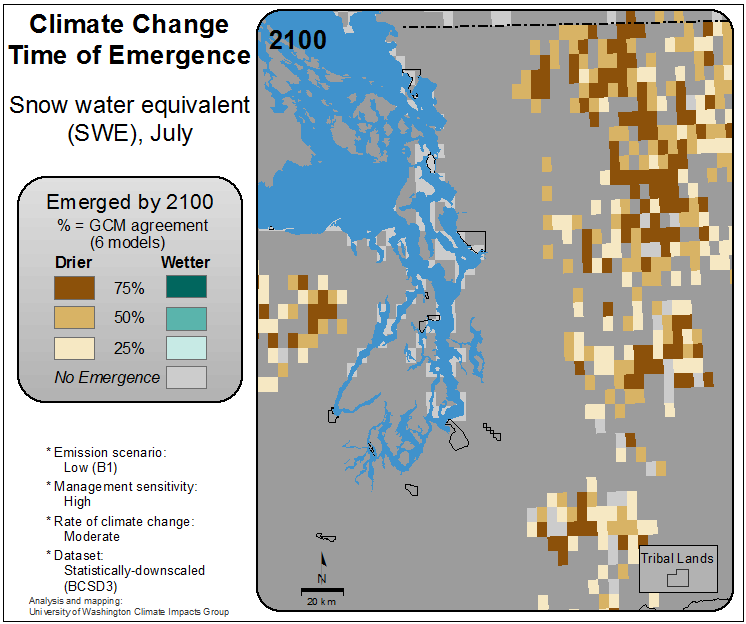 Climate Change
Time of Emergence
Snow water equivalent
(SWE), July
Emerged by 2100
% = GCM agreement
(6 models)
Drier Wetter
75%
50%
25%
No Emergence
* Emission scenario:
Low (B1)
* Management sensitivity:
High
* Rate of climate change:
Moderate
* Dataset:
Statistically-downscaled
(BCSD3)
Analysis and mapping:
University of Washington Climate Impacts Group
2100
N
20 km
Tribal Lands